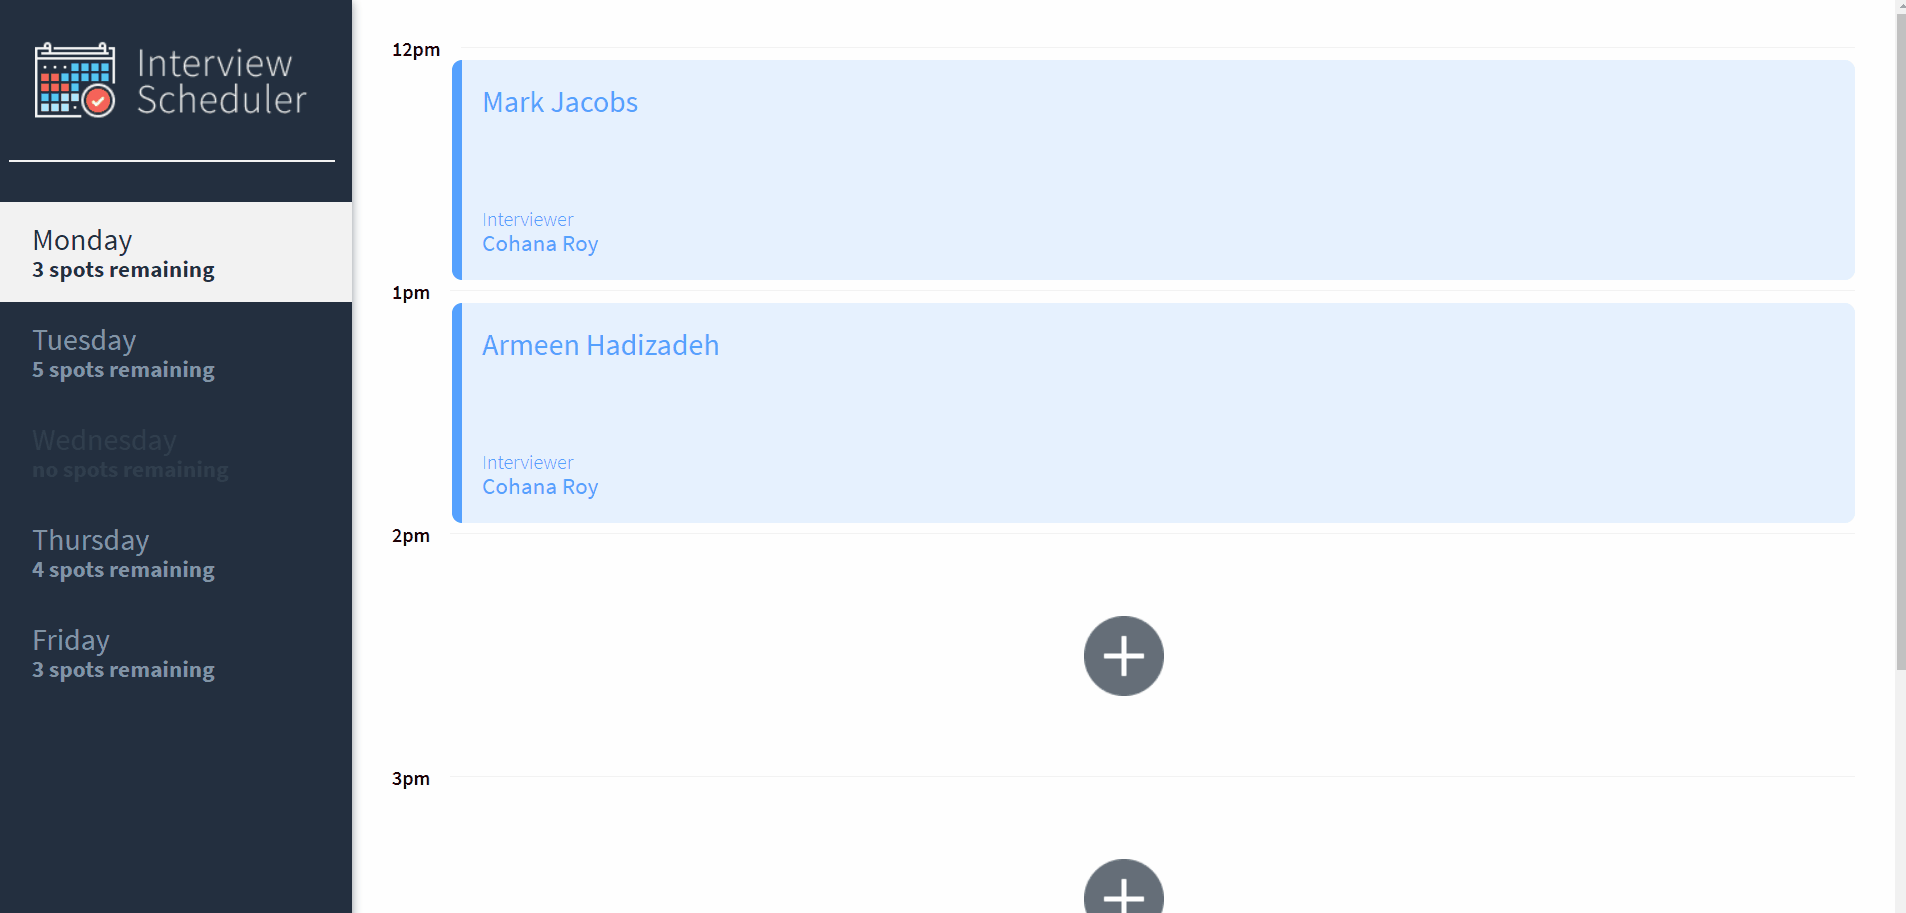 Interview
Scheduler
Monday
3 spots remaining
Tuesday
5 spots remaining
Wednesday
no spots remaining
Thursday
4 spots remaining
Friday
3 spots remaining
12pm
Mark Jacobs
Interviewer
Cohana Roy
1pm
Armeen Hadizadeh
Interviewer
Cohana Roy
2pm
3pm